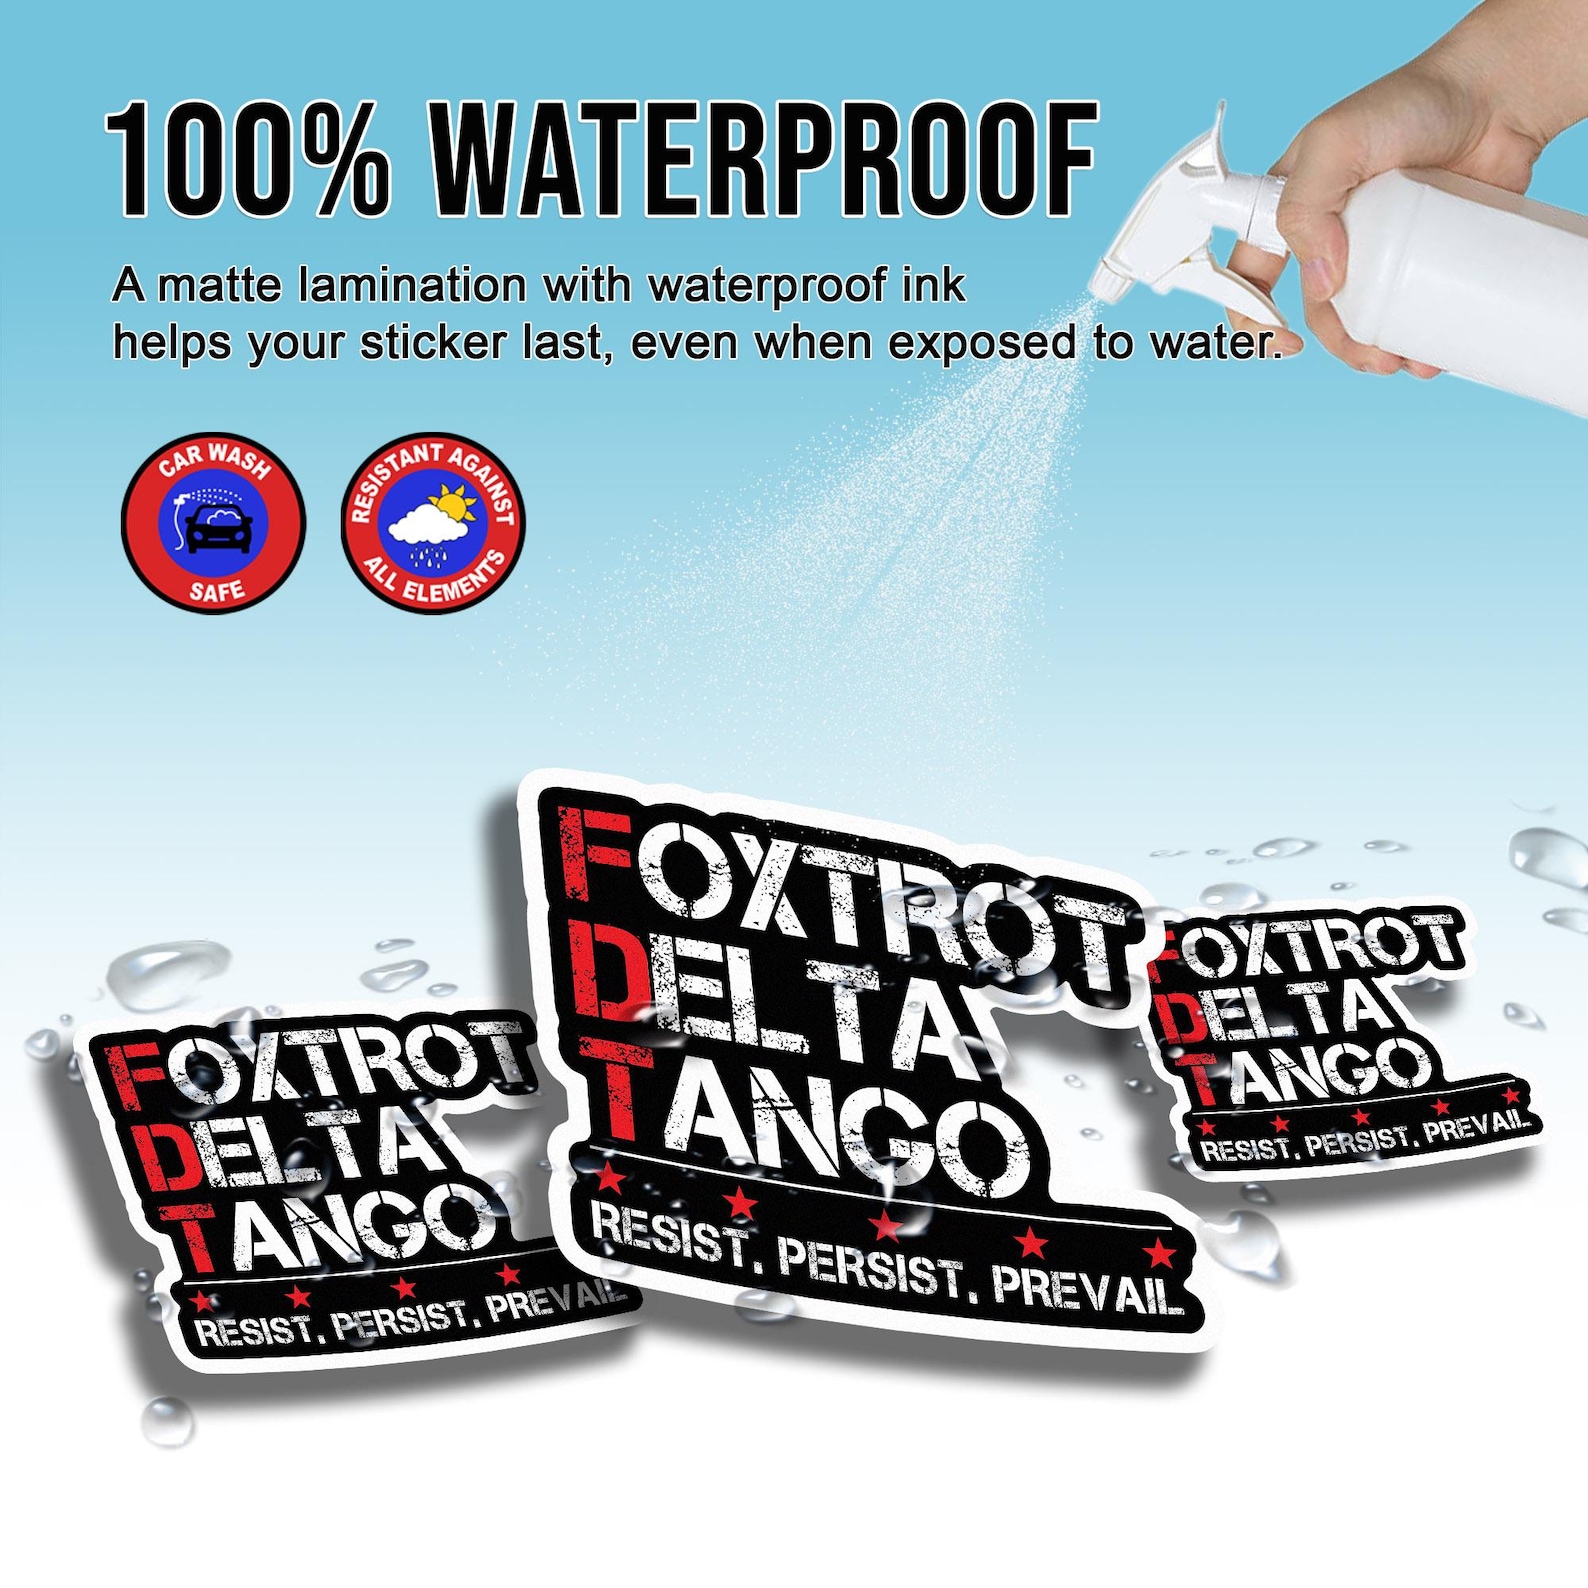 100% WATERPROOF
A matte lamination with waterproof ink
helps your sticker last, even when exposed to water.
CAR WASH
SAFE
RESISTANT AGAINST
ALL ELEMENTS
FOXTROT
DELTA
TANGO
RESIST. PERSIST. PREVAIL
FOXTROT
DELTA
TANGO
RESIST. PERSIST. PREVAIL
FOXTROT
DELTA
TANGO
RESIST. PERSIST. PREVAIL